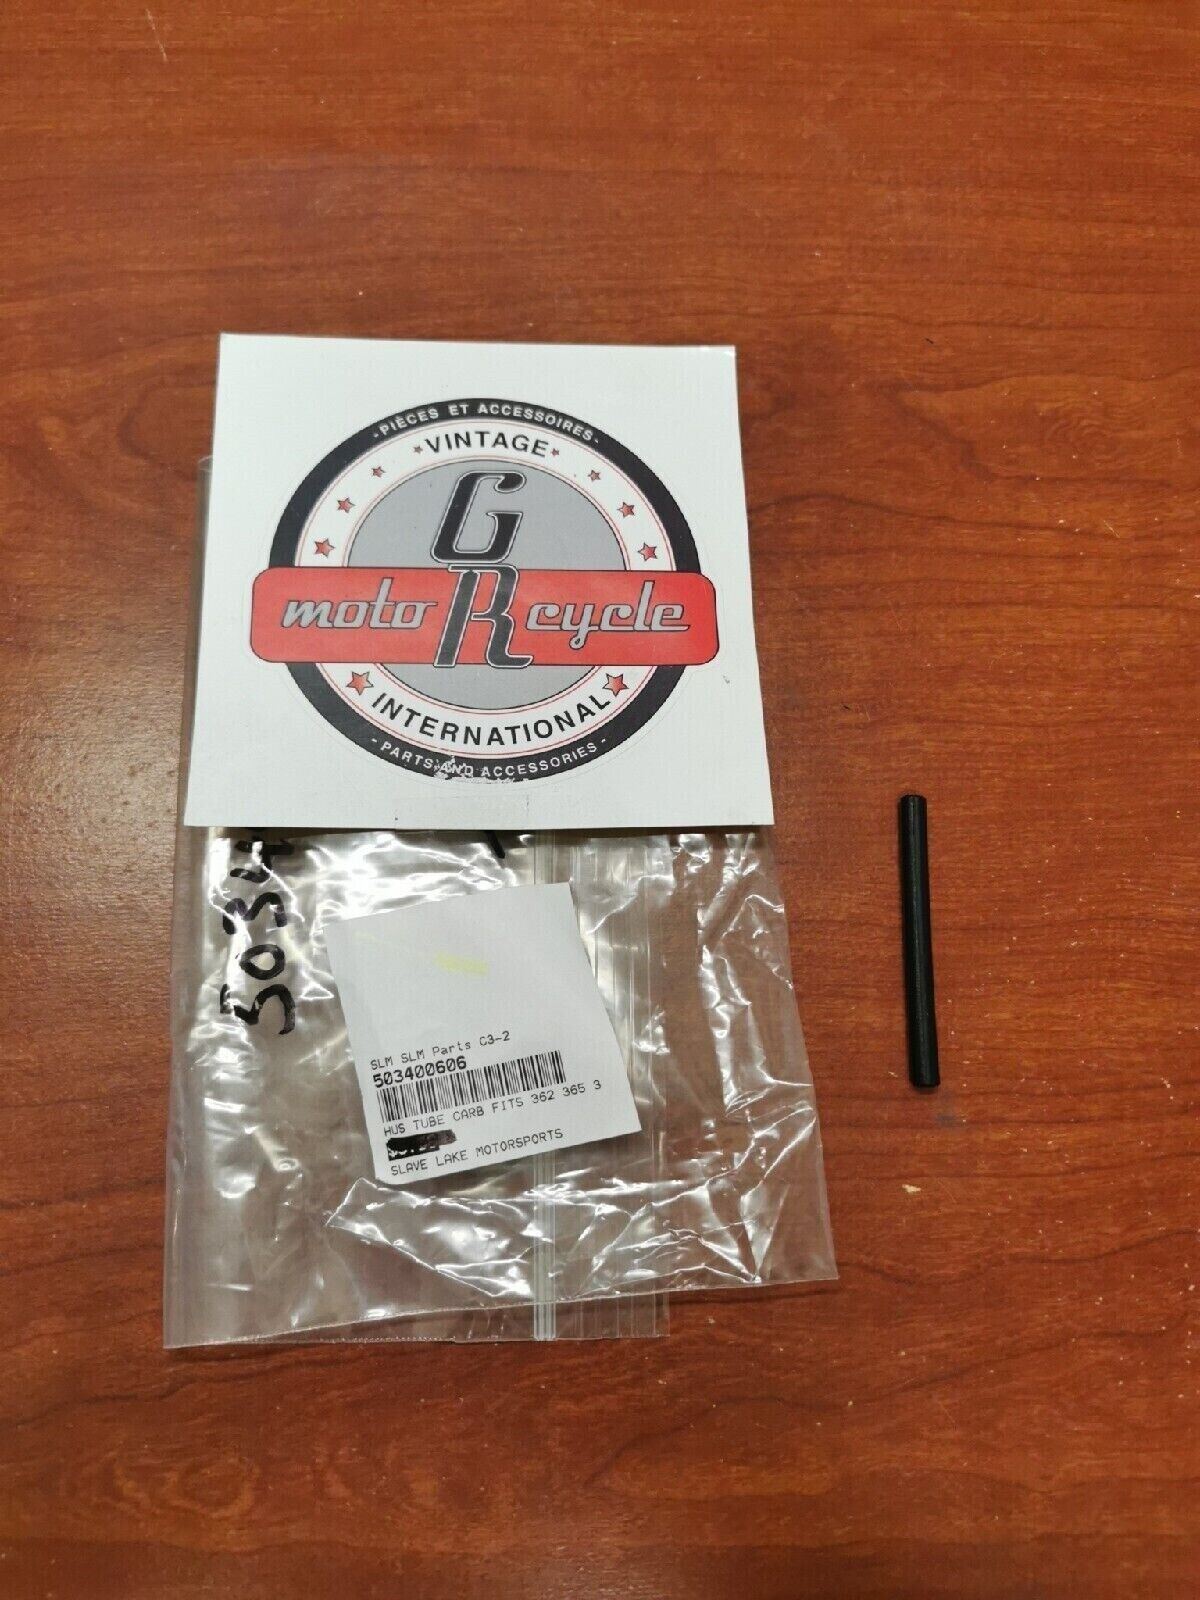 - PIÈCES ET ACCESSOIRES -
VINTAGE
G
moto R cycle
INTERNATIONAL
- PARTS AND ACCESSORIES -
5034
SLM SLM Parts C3-2
503400606
HUS TUBE CARB FITS 362 365 3
SLAVE LAKE MOTORSPORTS